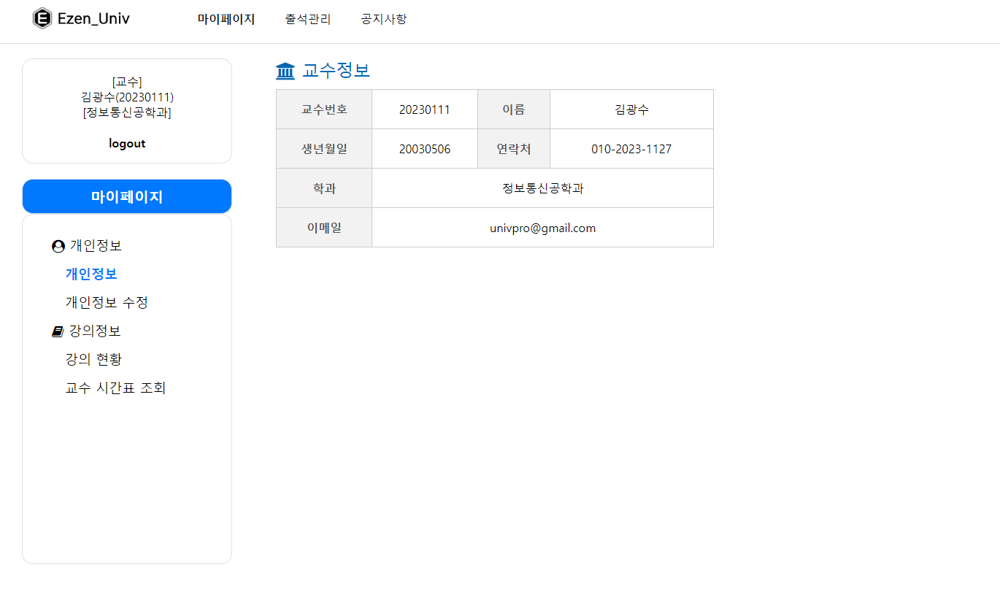 Ezen_Univ 마이페이지 출석관리 공지사항
[교수]
김광수(20230111)
[정보통신공학과]
logout
마이페이지
개인정보
개인정보
개인정보 수정
강의정보
강의 현황
교수 시간표 조회
교수정보
교수번호 20230111 이름 김광수
생년월일 20030506 연락처 010-2023-1127
학과 정보통신공학과
이메일 univpro@gmail.com